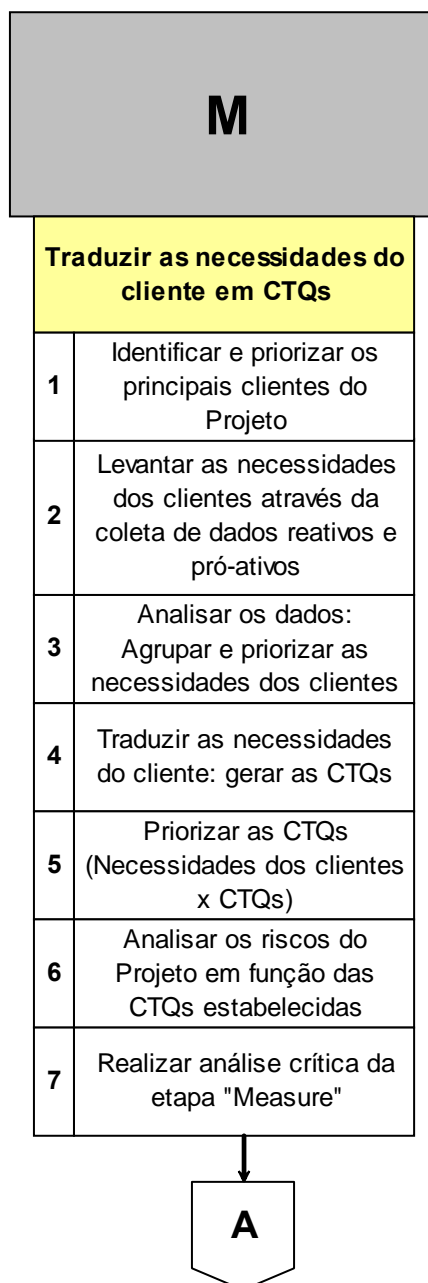 M
Traduzir as necessidades do
cliente em CTQs
1
Identificar e priorizar os
principais clientes do
Projeto
2
Levantar as necessidades
dos clientes através da
coleta de dados reativos e
pró-ativos
3
Analisar os dados:
Agrupar e priorizar as
necessidades dos clientes
4
Traduzir as necessidades
do cliente: gerar as CTQs
5
Priorizar as CTQs
(Necessidades dos clientes
x CTQs)
6
Analisar os riscos do
Projeto em função das
CTQs estabelecidas
7
Realizar análise crítica da
etapa "Measure"
A